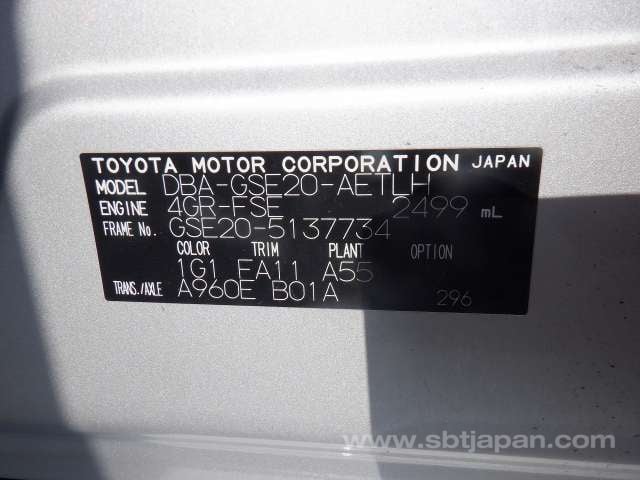 TOYOTA MOTOR CORPORATION JAPAN
MODEL DBA-GSE20-AETLH
ENGINE 4GR-FSE 2499 mL
FRAME No. GSE20-5137734
COLOR TRIM PLANT OPTION
1G1 FA11 A55
TRANS./AXLE A960E B01A 296
www.sbtjapan.com